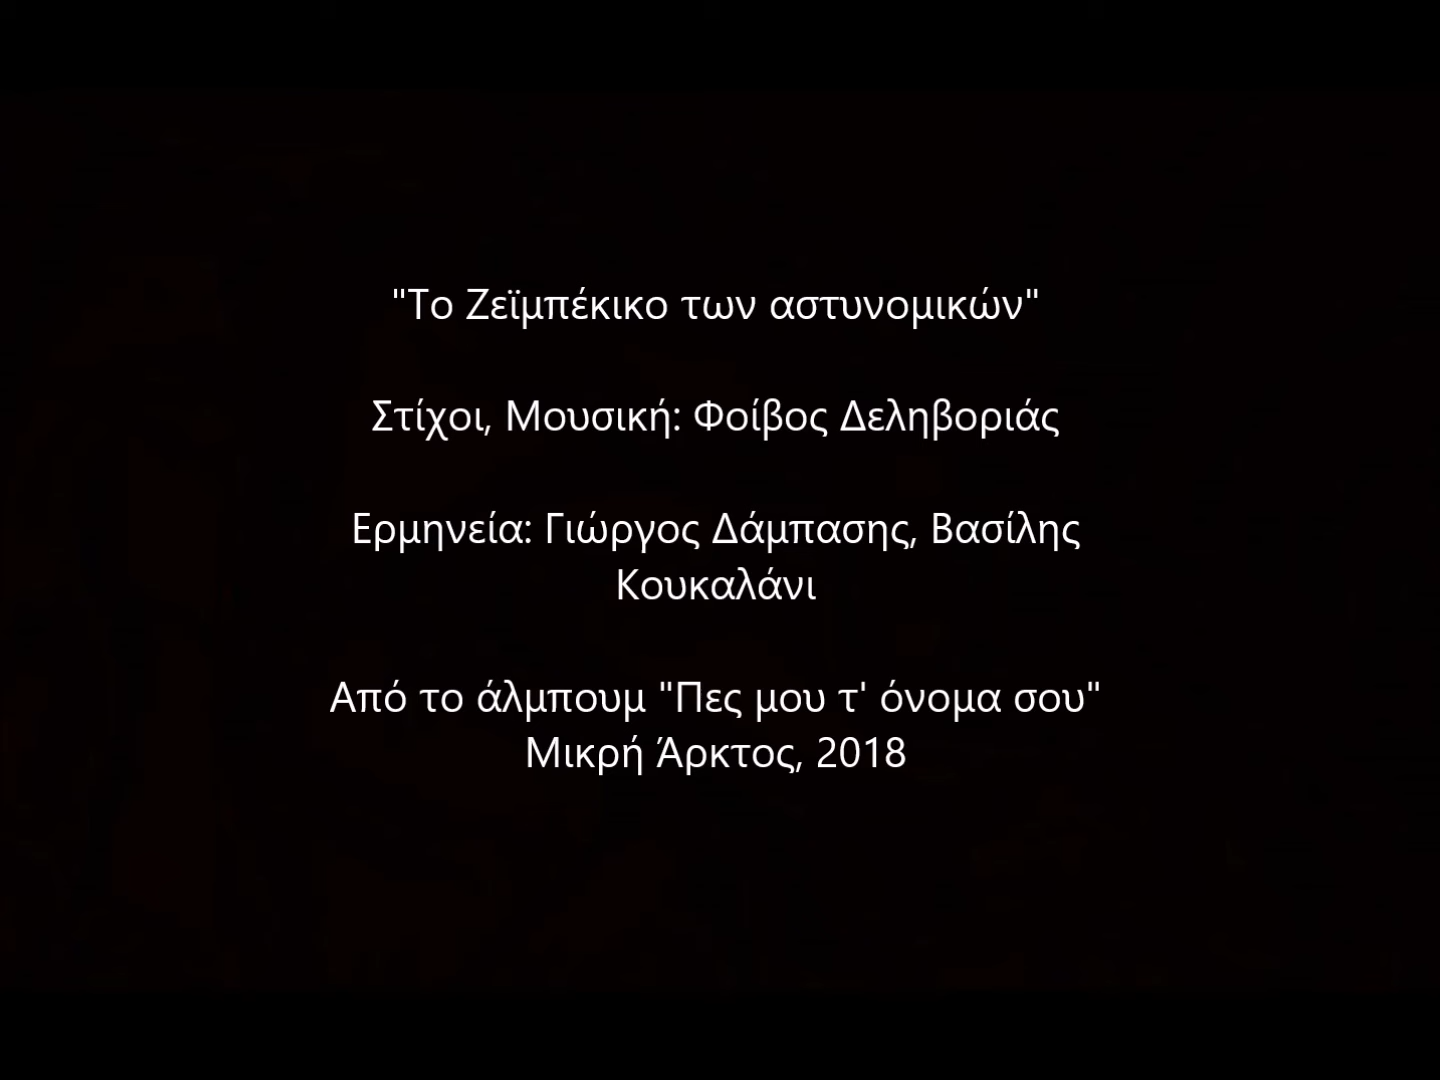 "Το Ζεϊμπέκικο των αστυνομικών"
Στίχοι, Μουσική: Φοίβος Δεληβοριάς
Ερμηνεία: Γιώργος Δάμπασης, Βασίλης
Κουκαλάνι
Από το άλμπουμ "Πες μου τ' όνομα σου"
Μικρή Άρκτος, 2018